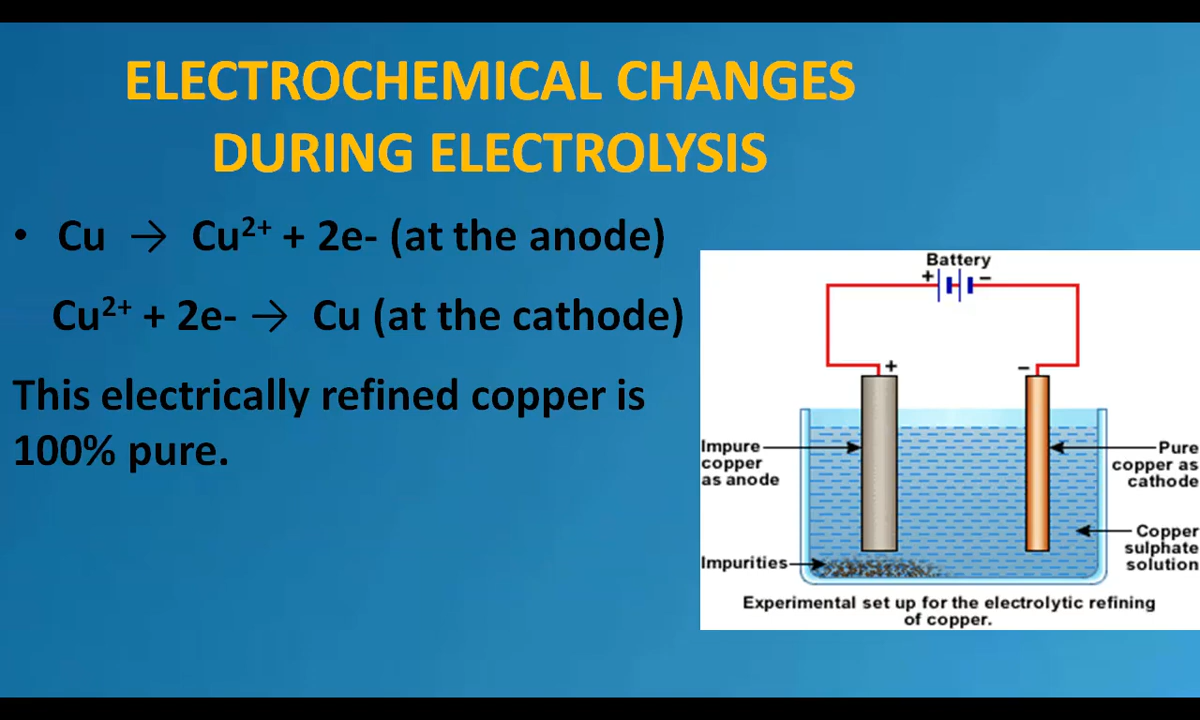 ELECTROCHEMICAL CHANGES
DURING ELECTROLYSIS
• Cu → Cu²⁺ + 2e- (at the anode)
Cu²⁺ + 2e- → Cu (at the cathode)
This electrically refined copper is
100% pure.
Battery
+ −
+ −
Impure
copper
as anode
Pure
copper as
cathode
Copper
sulphate
solution
Impurities
Experimental set up for the electrolytic refining
of copper.